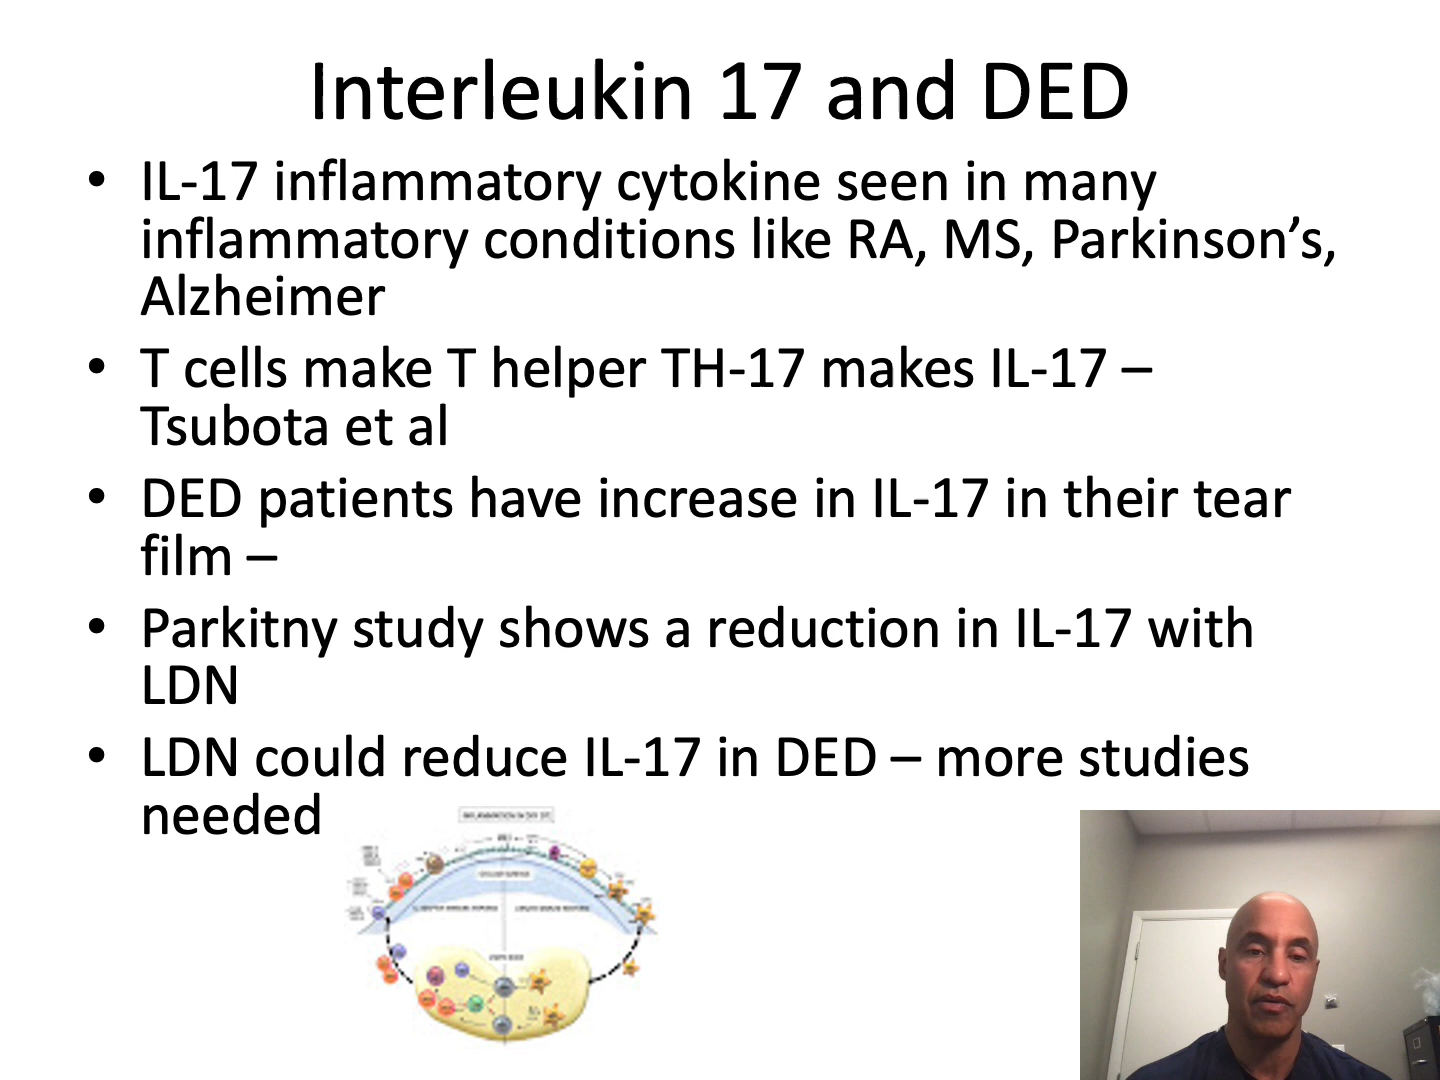 Interleukin 17 and DED
• IL-17 inflammatory cytokine seen in many
inflammatory conditions like RA, MS, Parkinson’s,
Alzheimer
• T cells make T helper TH-17 makes IL-17 –
Tsubota et al
• DED patients have increase in IL-17 in their tear
film –
• Parkitny study shows a reduction in IL-17 with
LDN
• LDN could reduce IL-17 in DED – more studies
needed